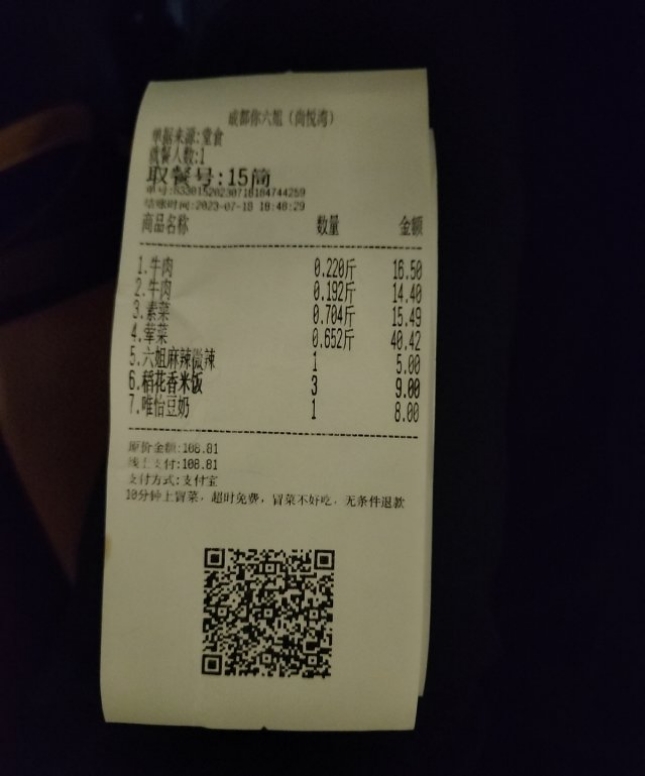 成都你六姐（尚悦湾）
单据来源:堂食
就餐人数:1
取餐号:15简
单号:
结账时间:2023-07-18 18:48:29
商品名称 数量 金额
1.牛肉 0.220斤 16.50
2.牛肉 0.192斤 14.40
3.素菜 0.704斤 15.49
4.荤菜 0.652斤 40.42
5.六姐麻辣微辣 1 5.00
6.稻花香米饭 3 9.00
7.唯怡豆奶 1 8.00
原价金额:108.81
线上支付:108.81
支付方式:支付宝
10分钟上冒菜，超时免费，冒菜不好吃，无条件退款